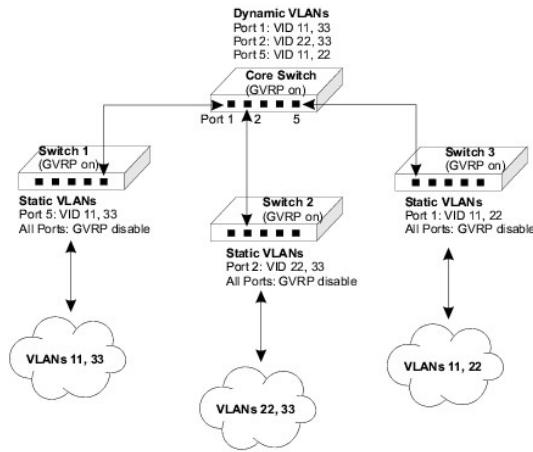 Dynamic VLANs
Port 1: VID 11, 33
Port 2: VID 22, 33
Port 5: VID 11, 22
Core Switch
(GVRP on)
Port 1 2 5
Switch 1
(GVRP on)
Static VLANs
Port 5: VID 11, 33
All Ports: GVRP disable
VLANs 11, 33
Switch 2
(GVRP on)
Static VLANs
Port 2: VID 22, 33
All Ports: GVRP disable
VLANs 22, 33
Switch 3
(GVRP on)
Static VLANs
Port 1: VID 11, 22
All Ports: GVRP disable
VLANs 11, 22